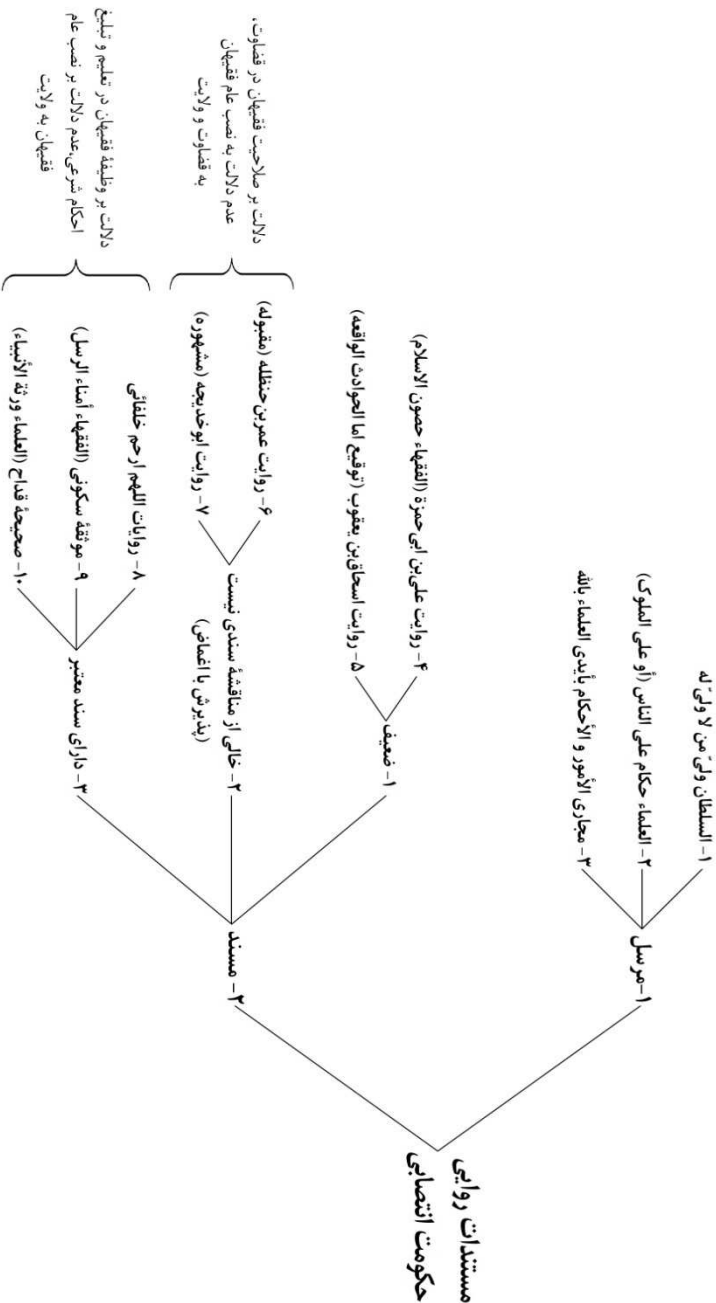 مستندات روایی
حکومت انتصابی
۱-مرسل
۱- السلطان ولیّ من لا ولیّ له
۲- العلماء حکام علی الناس (أو علی الملوک)
۳- مجاری الأمور و الأحکام بأیدی العلماء بالله
۲- مسند
۱- ضعیف
۴- روایت علی‌بن ابی‌حمزة (الفقهاء حصون الاسلام)
۵- روایت اسحاق‌بن یعقوب (توقیع اما الحوادث الواقعه)
۲- خالی از مناقشهٔ سندی نیست
(پذیرش با اغماض)
۶- روایت عمربن‌حنظله (مقبوله)
۷- روایت ابوخدیجه (مشهوره)
دلالت بر صلاحیت فقیهان در قضاوت،
عدم دلالت به نصب عام فقیهان
به قضاوت و ولایت
۳- دارای سند معتبر
۸- روایات اللهم ارحم خلفائی
۹- موثقهٔ سکونی (الفقهاء أمناء الرسل)
۱۰- صحیحهٔ قداح (العلماء ورثة الأنبیاء)
دلالت بر وظیفهٔ فقیهان در تعلیم و تبلیغ
احکام شرعی،عدم دلالت بر نصب عام
فقیهان به ولایت